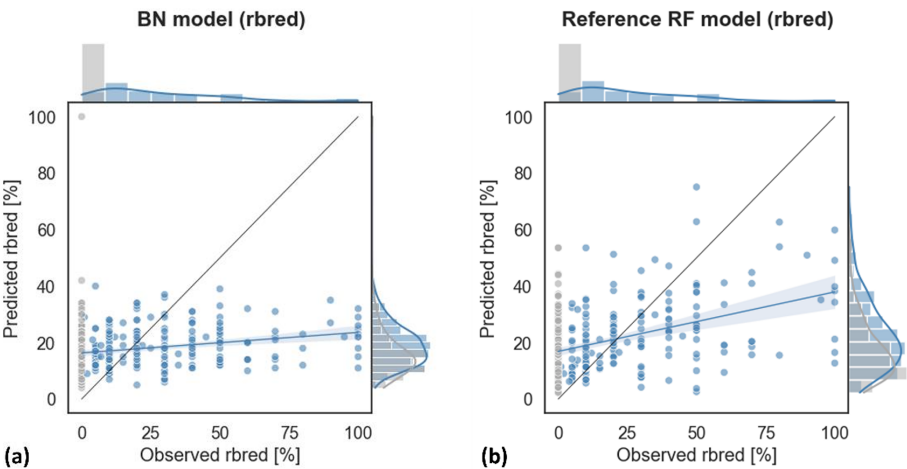 BN model (rbred)
Reference RF model (rbred)
Predicted rbred [%]
100
80
60
40
20
0
0 25 50 75 100
Observed rbred [%]
(a)
Predicted rbred [%]
100
80
60
40
20
0
0 25 50 75 100
Observed rbred [%]
(b)